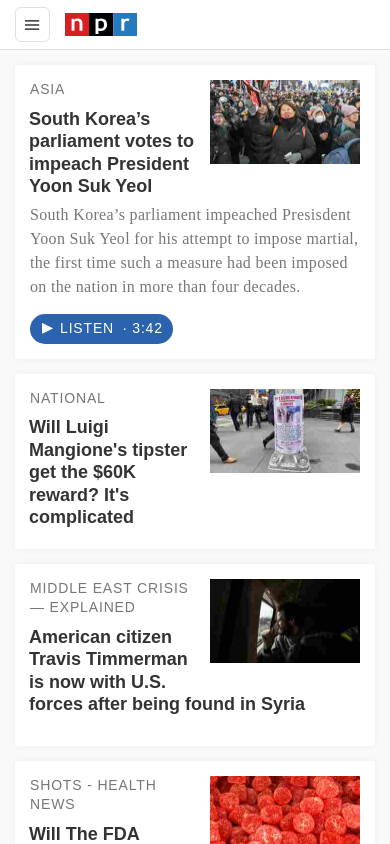 npr
ASIA
South Korea’s
parliament votes to
impeach President
Yoon Suk Yeol
South Korea’s parliament impeached Presisdent
Yoon Suk Yeol for his attempt to impose martial,
the first time such a measure had been imposed
on the nation in more than four decades.
LISTEN · 3:42
NATIONAL
Will Luigi
Mangione's tipster
get the $60K
reward? It's
complicated
MIDDLE EAST CRISIS
— EXPLAINED
American citizen
Travis Timmerman
is now with U.S.
forces after being found in Syria
SHOTS - HEALTH
NEWS
Will The FDA